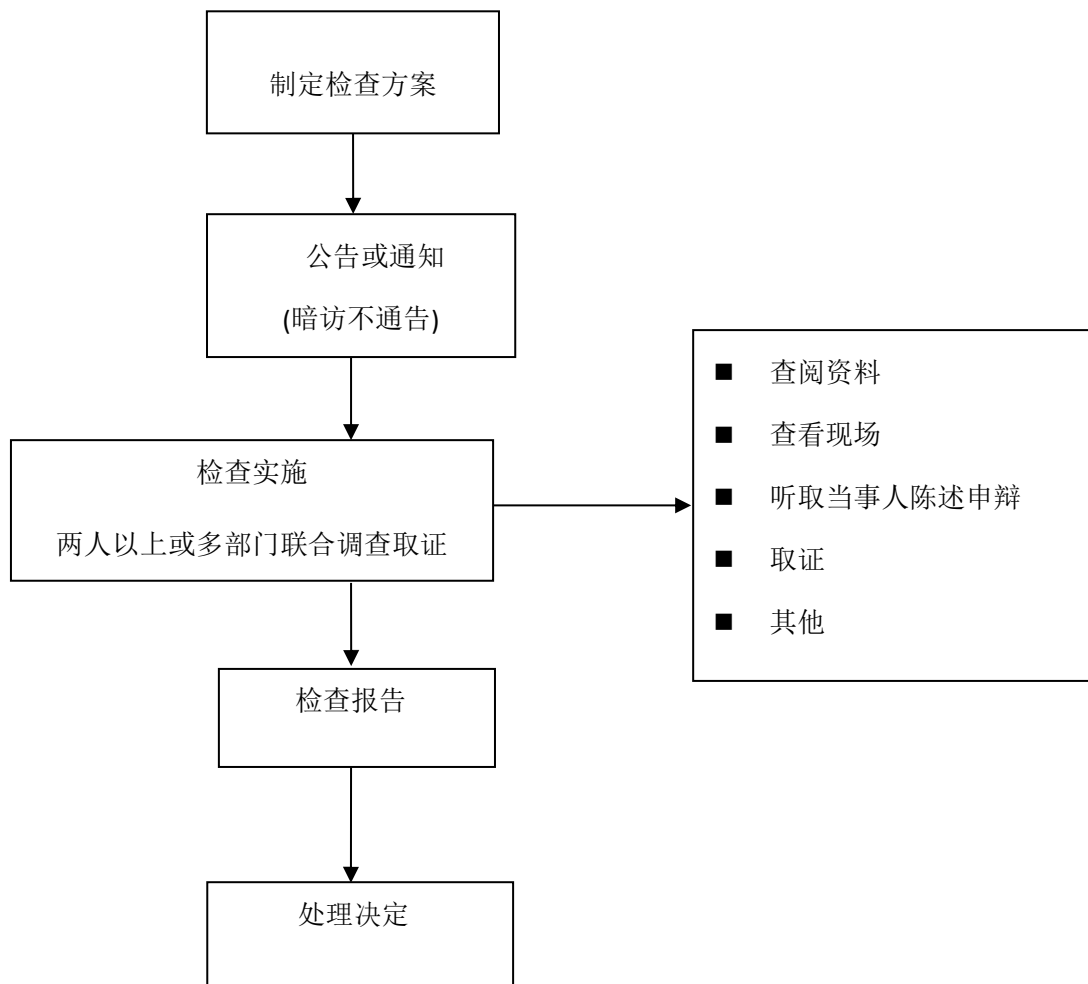 制定检查方案
公告或通知
(暗访不通告)
检查实施
两人以上或多部门联合调查取证
■ 查阅资料
■ 查看现场
■ 听取当事人陈述申辩
■ 取证
■ 其他
检查报告
处理决定